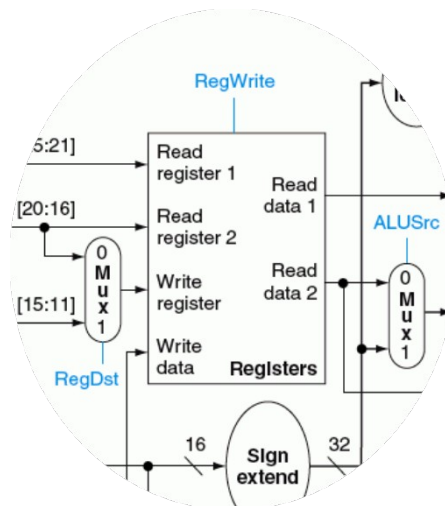 RegWrite
5:21]
Read
register 1
Read
data 1
[20:16]
Read
register 2
ALUSrc
0
M
u
x
1
Write
register
Read
data 2
0
M
u
x
1
[15:11]
RegDst
Write
data
Registers
16
Sign
extend
32